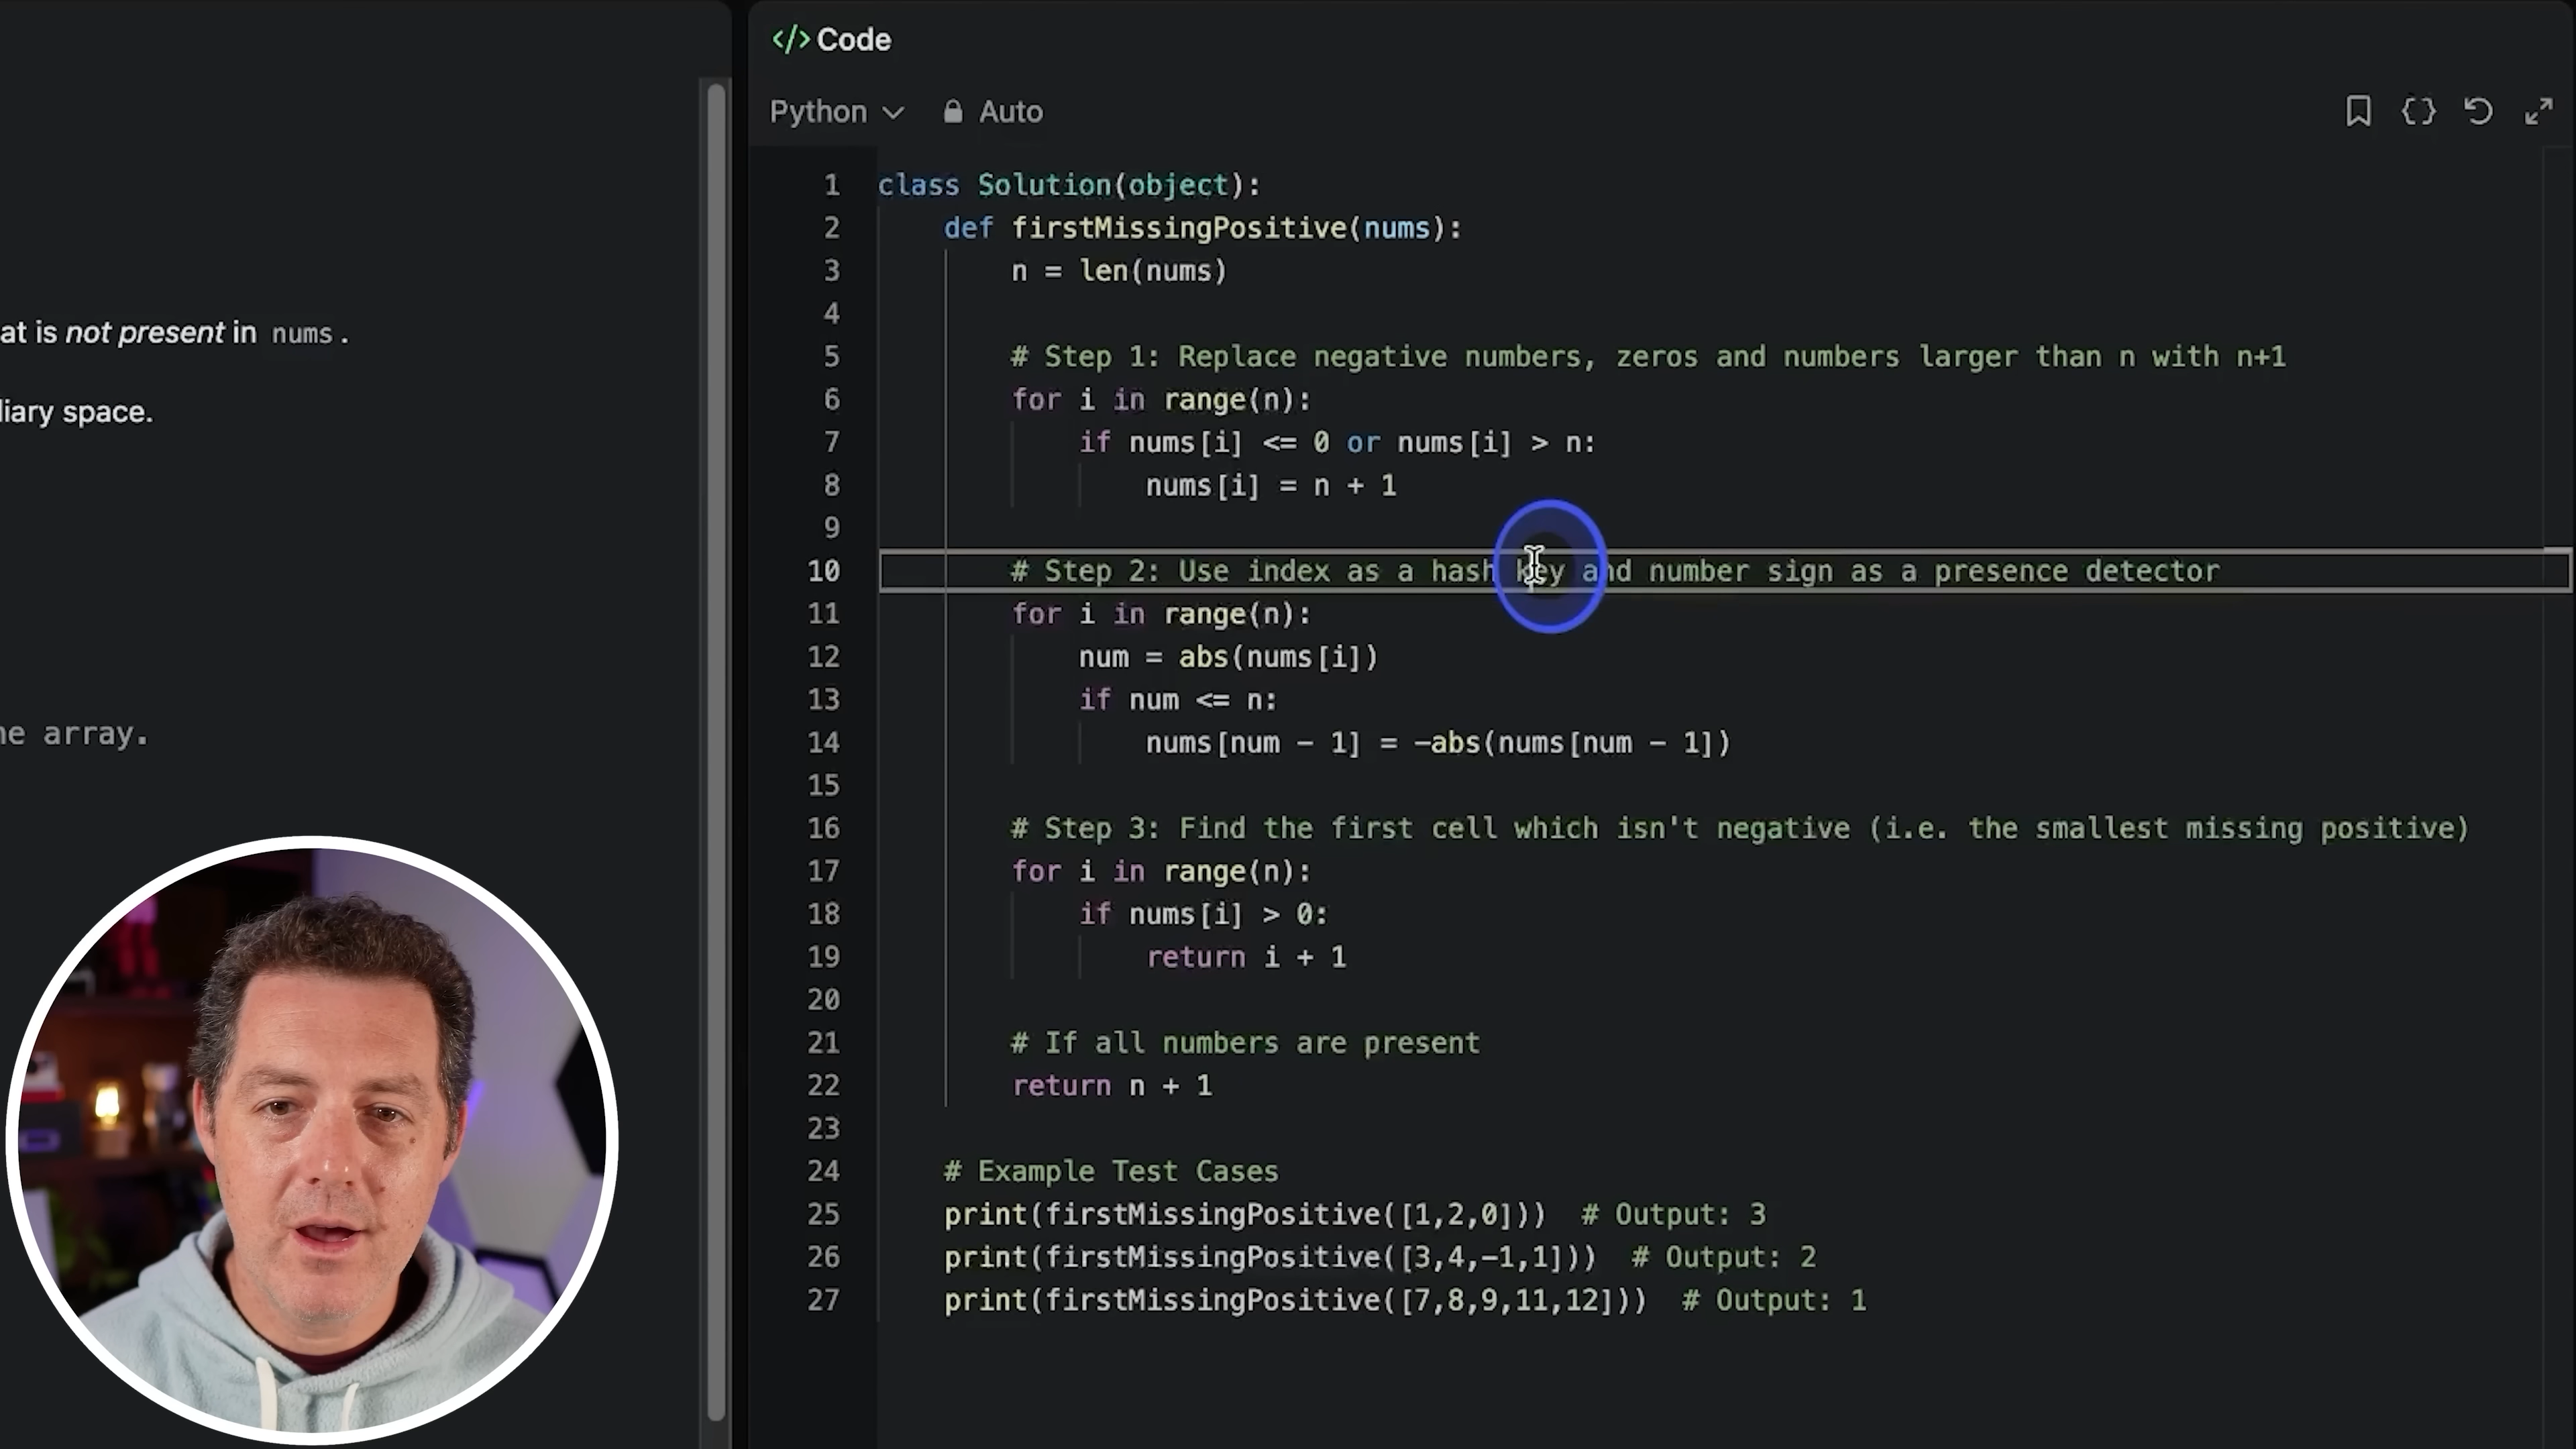 at is not present in nums .
liary space.
ne array.
</> Code
Python Auto
1 class Solution(object):
2 def firstMissingPositive(nums):
3 n = len(nums)
4
5 # Step 1: Replace negative numbers, zeros and numbers larger than n with n+1
6 for i in range(n):
7 if nums[i] <= 0 or nums[i] > n:
8 nums[i] = n + 1
9
10 # Step 2: Use index as a hash key and number sign as a presence detector
11 for i in range(n):
12 num = abs(nums[i])
13 if num <= n:
14 nums[num - 1] = -abs(nums[num - 1])
15
16 # Step 3: Find the first cell which isn't negative (i.e. the smallest missing positive)
17 for i in range(n):
18 if nums[i] > 0:
19 return i + 1
20
21 # If all numbers are present
22 return n + 1
23
24 # Example Test Cases
25 print(firstMissingPositive([1,2,0])) # Output: 3
26 print(firstMissingPositive([3,4,-1,1])) # Output: 2
27 print(firstMissingPositive([7,8,9,11,12])) # Output: 1